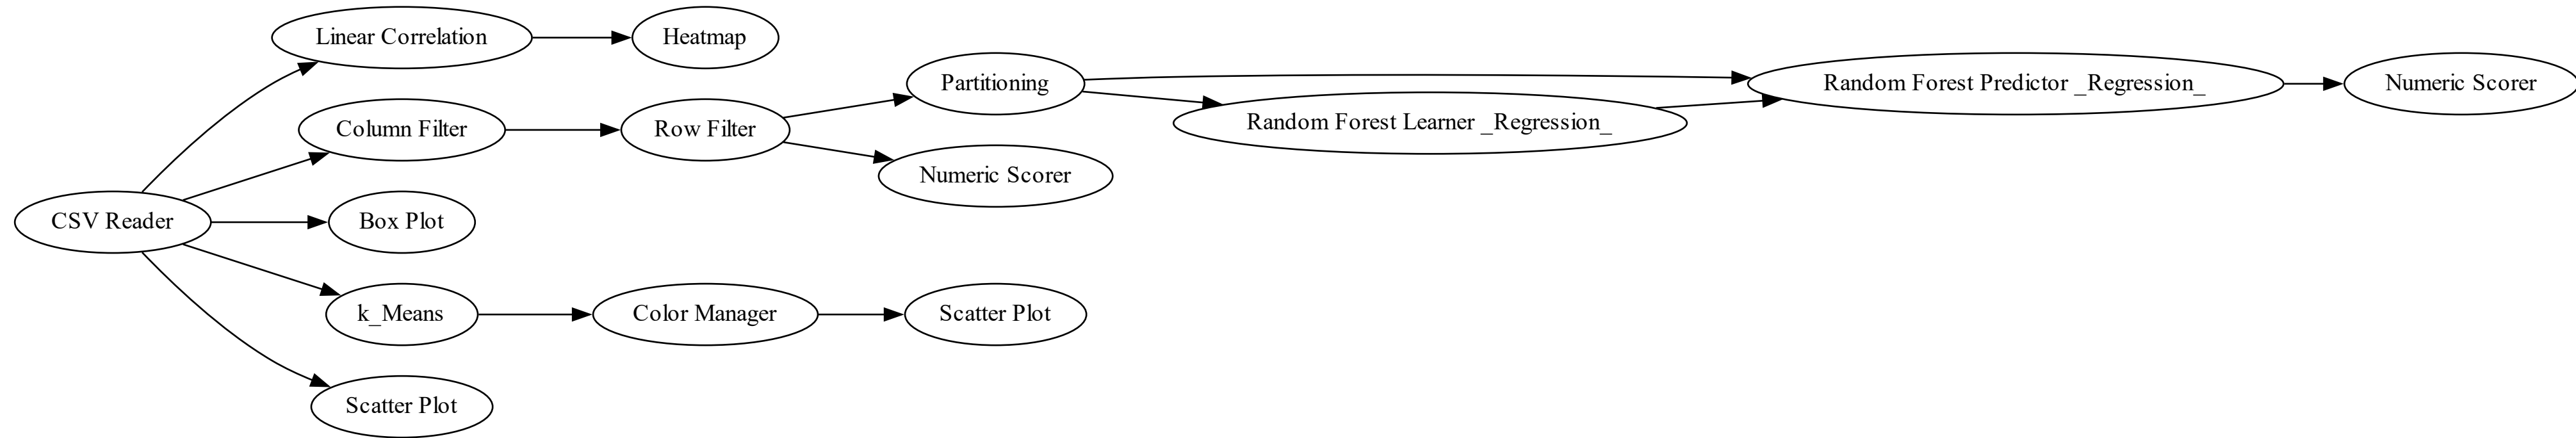 CSV Reader
Linear Correlation
Heatmap
Column Filter
Row Filter
Partitioning
Random Forest Learner _Regression_
Random Forest Predictor _Regression_
Numeric Scorer
Numeric Scorer
Box Plot
k_Means
Color Manager
Scatter Plot
Scatter Plot